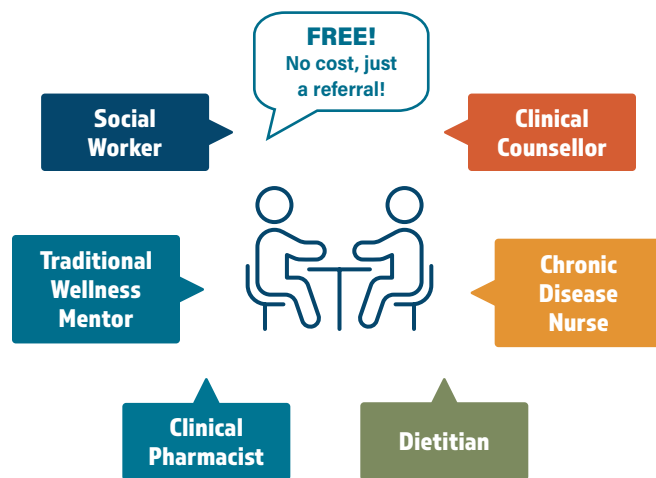 FREE!
No cost, just
a referral!
Social
Worker
Clinical
Counsellor
Traditional
Wellness
Mentor
Chronic
Disease
Nurse
Clinical
Pharmacist
Dietitian